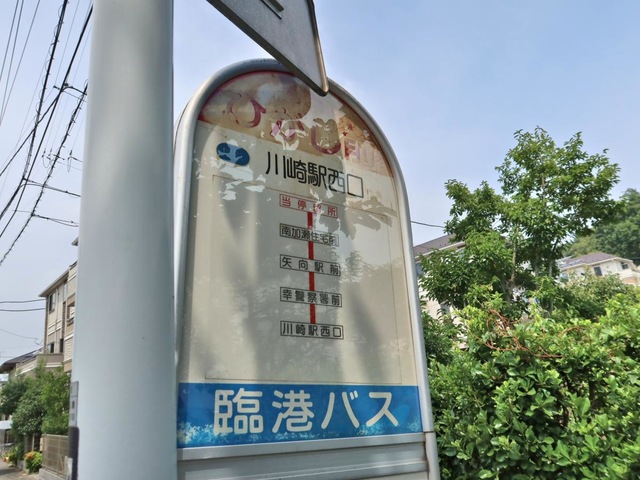 川崎駅西口
当停留所
南加瀬住宅前
矢向駅前
幸警察署前
川崎駅西口
臨港バス